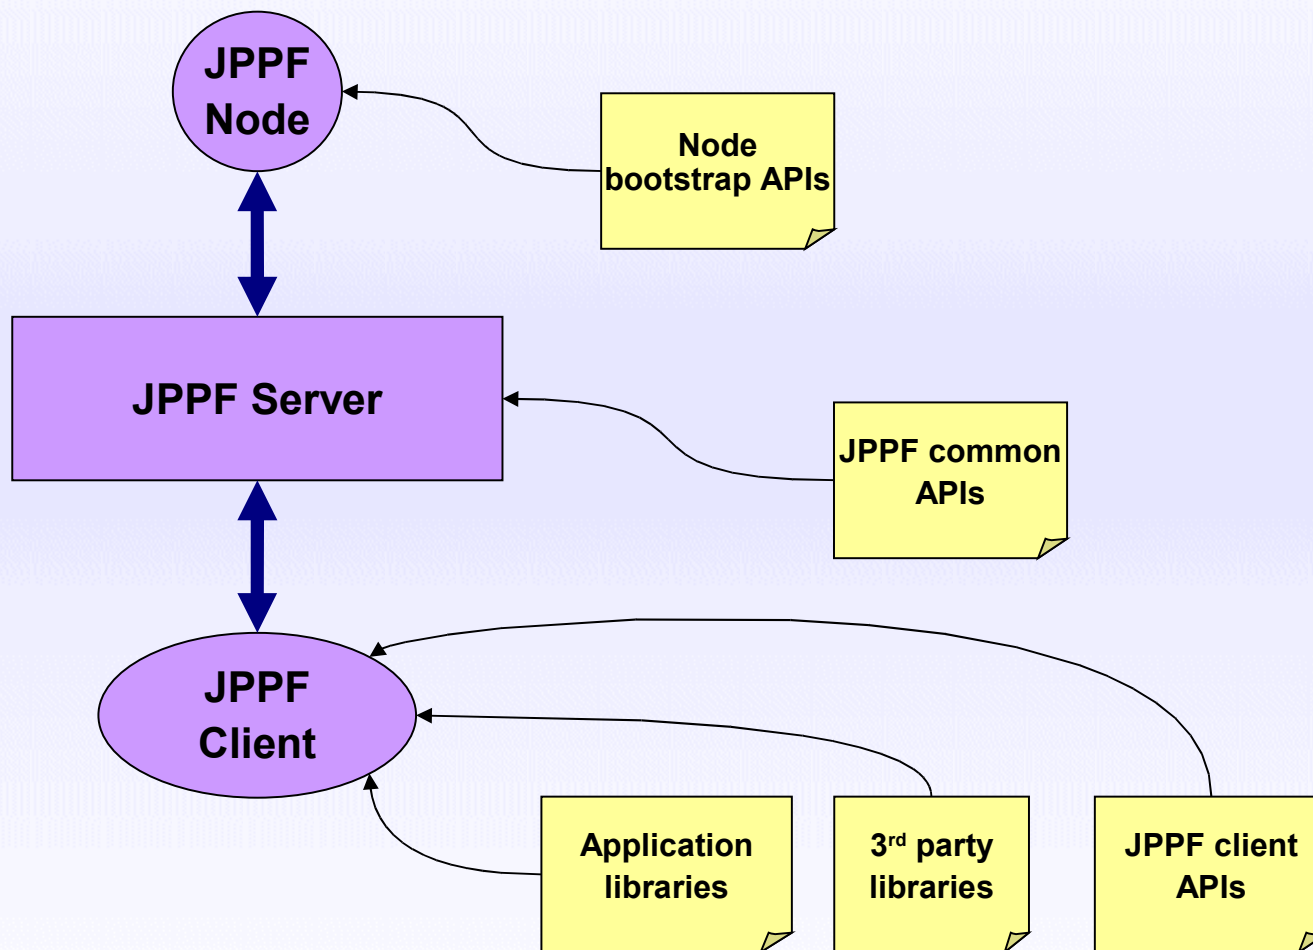 JPPF
Node
Node
bootstrap APIs
JPPF Server
JPPF common
APIs
JPPF
Client
Application
libraries
3rd party
libraries
JPPF client
APIs